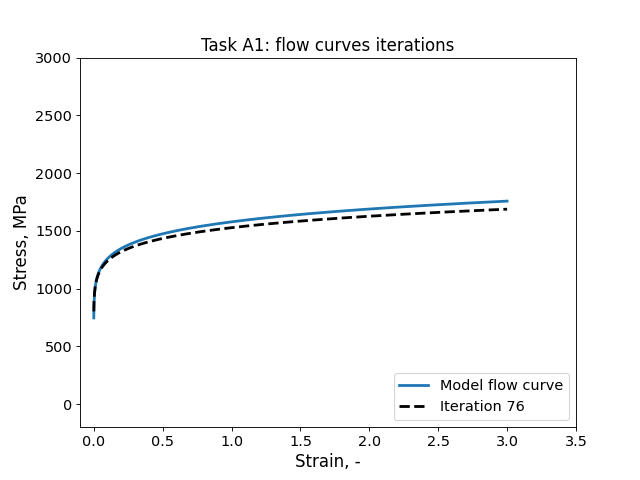 Task A1: flow curves iterations
3000
2500
2000
1500
1000
500
0
Stress, MPa
0.0 0.5 1.0 1.5 2.0 2.5 3.0 3.5
Strain, -
Model flow curve
Iteration 76